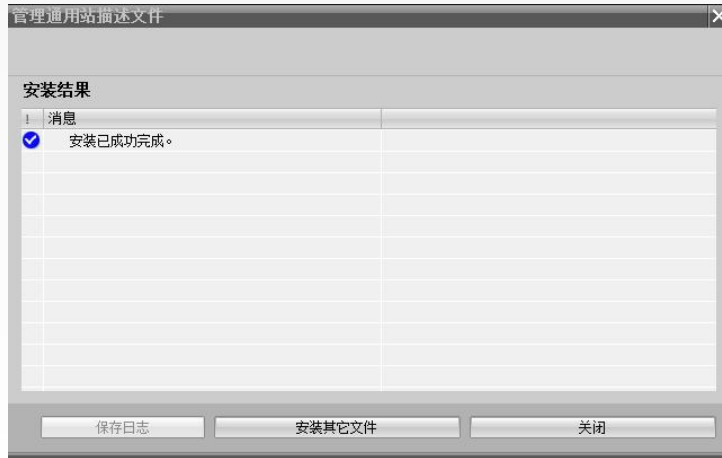 管理通用站描述文件
安装结果
! 消息
安装已成功完成。
保存日志 安装其它文件 关闭